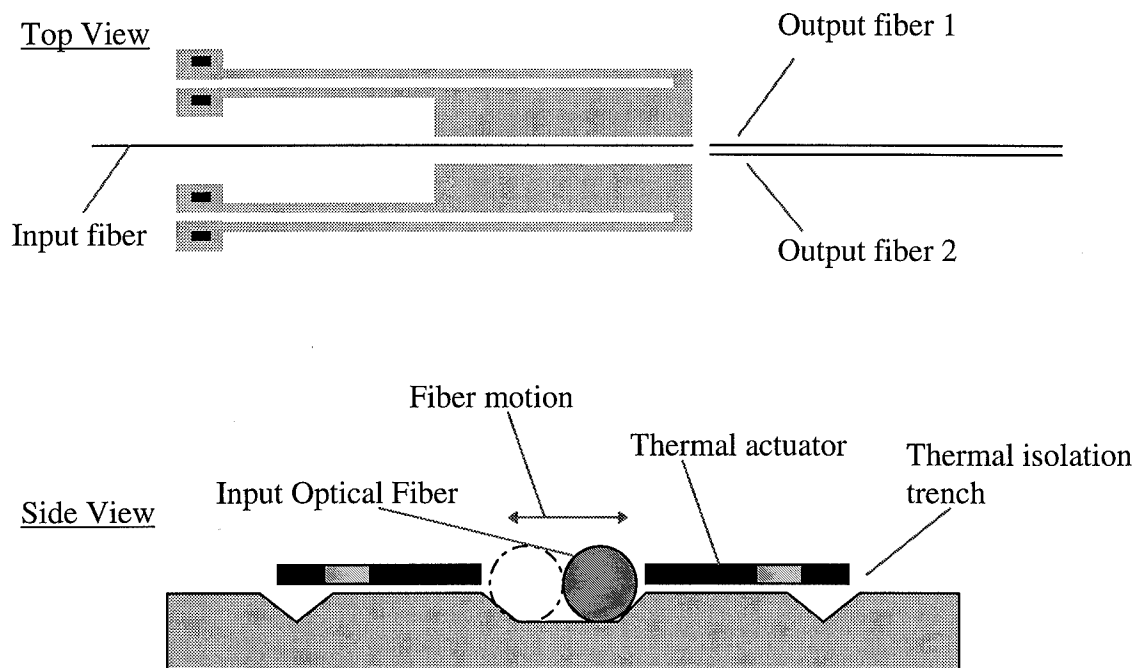 Top View
Output fiber 1
Input fiber
Output fiber 2
Fiber motion
Thermal actuator
Thermal isolation
trench
Input Optical Fiber
Side View